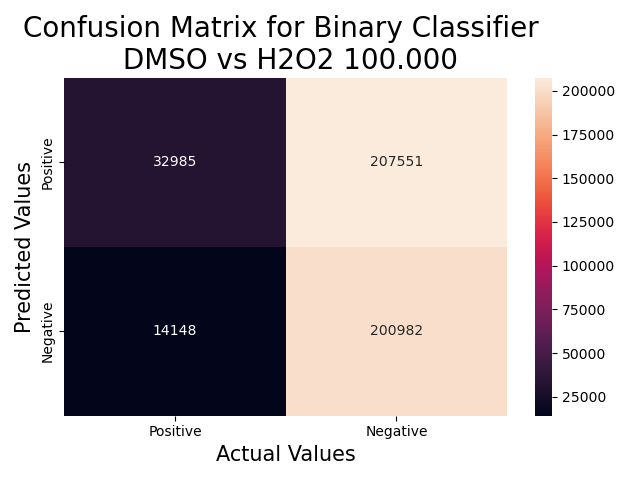 Confusion Matrix for Binary Classifier
DMSO vs H2O2 100.000
Predicted Values
Positive
Negative
32985
207551
14148
200982
Positive
Negative
Actual Values
200000
175000
150000
125000
100000
75000
50000
25000